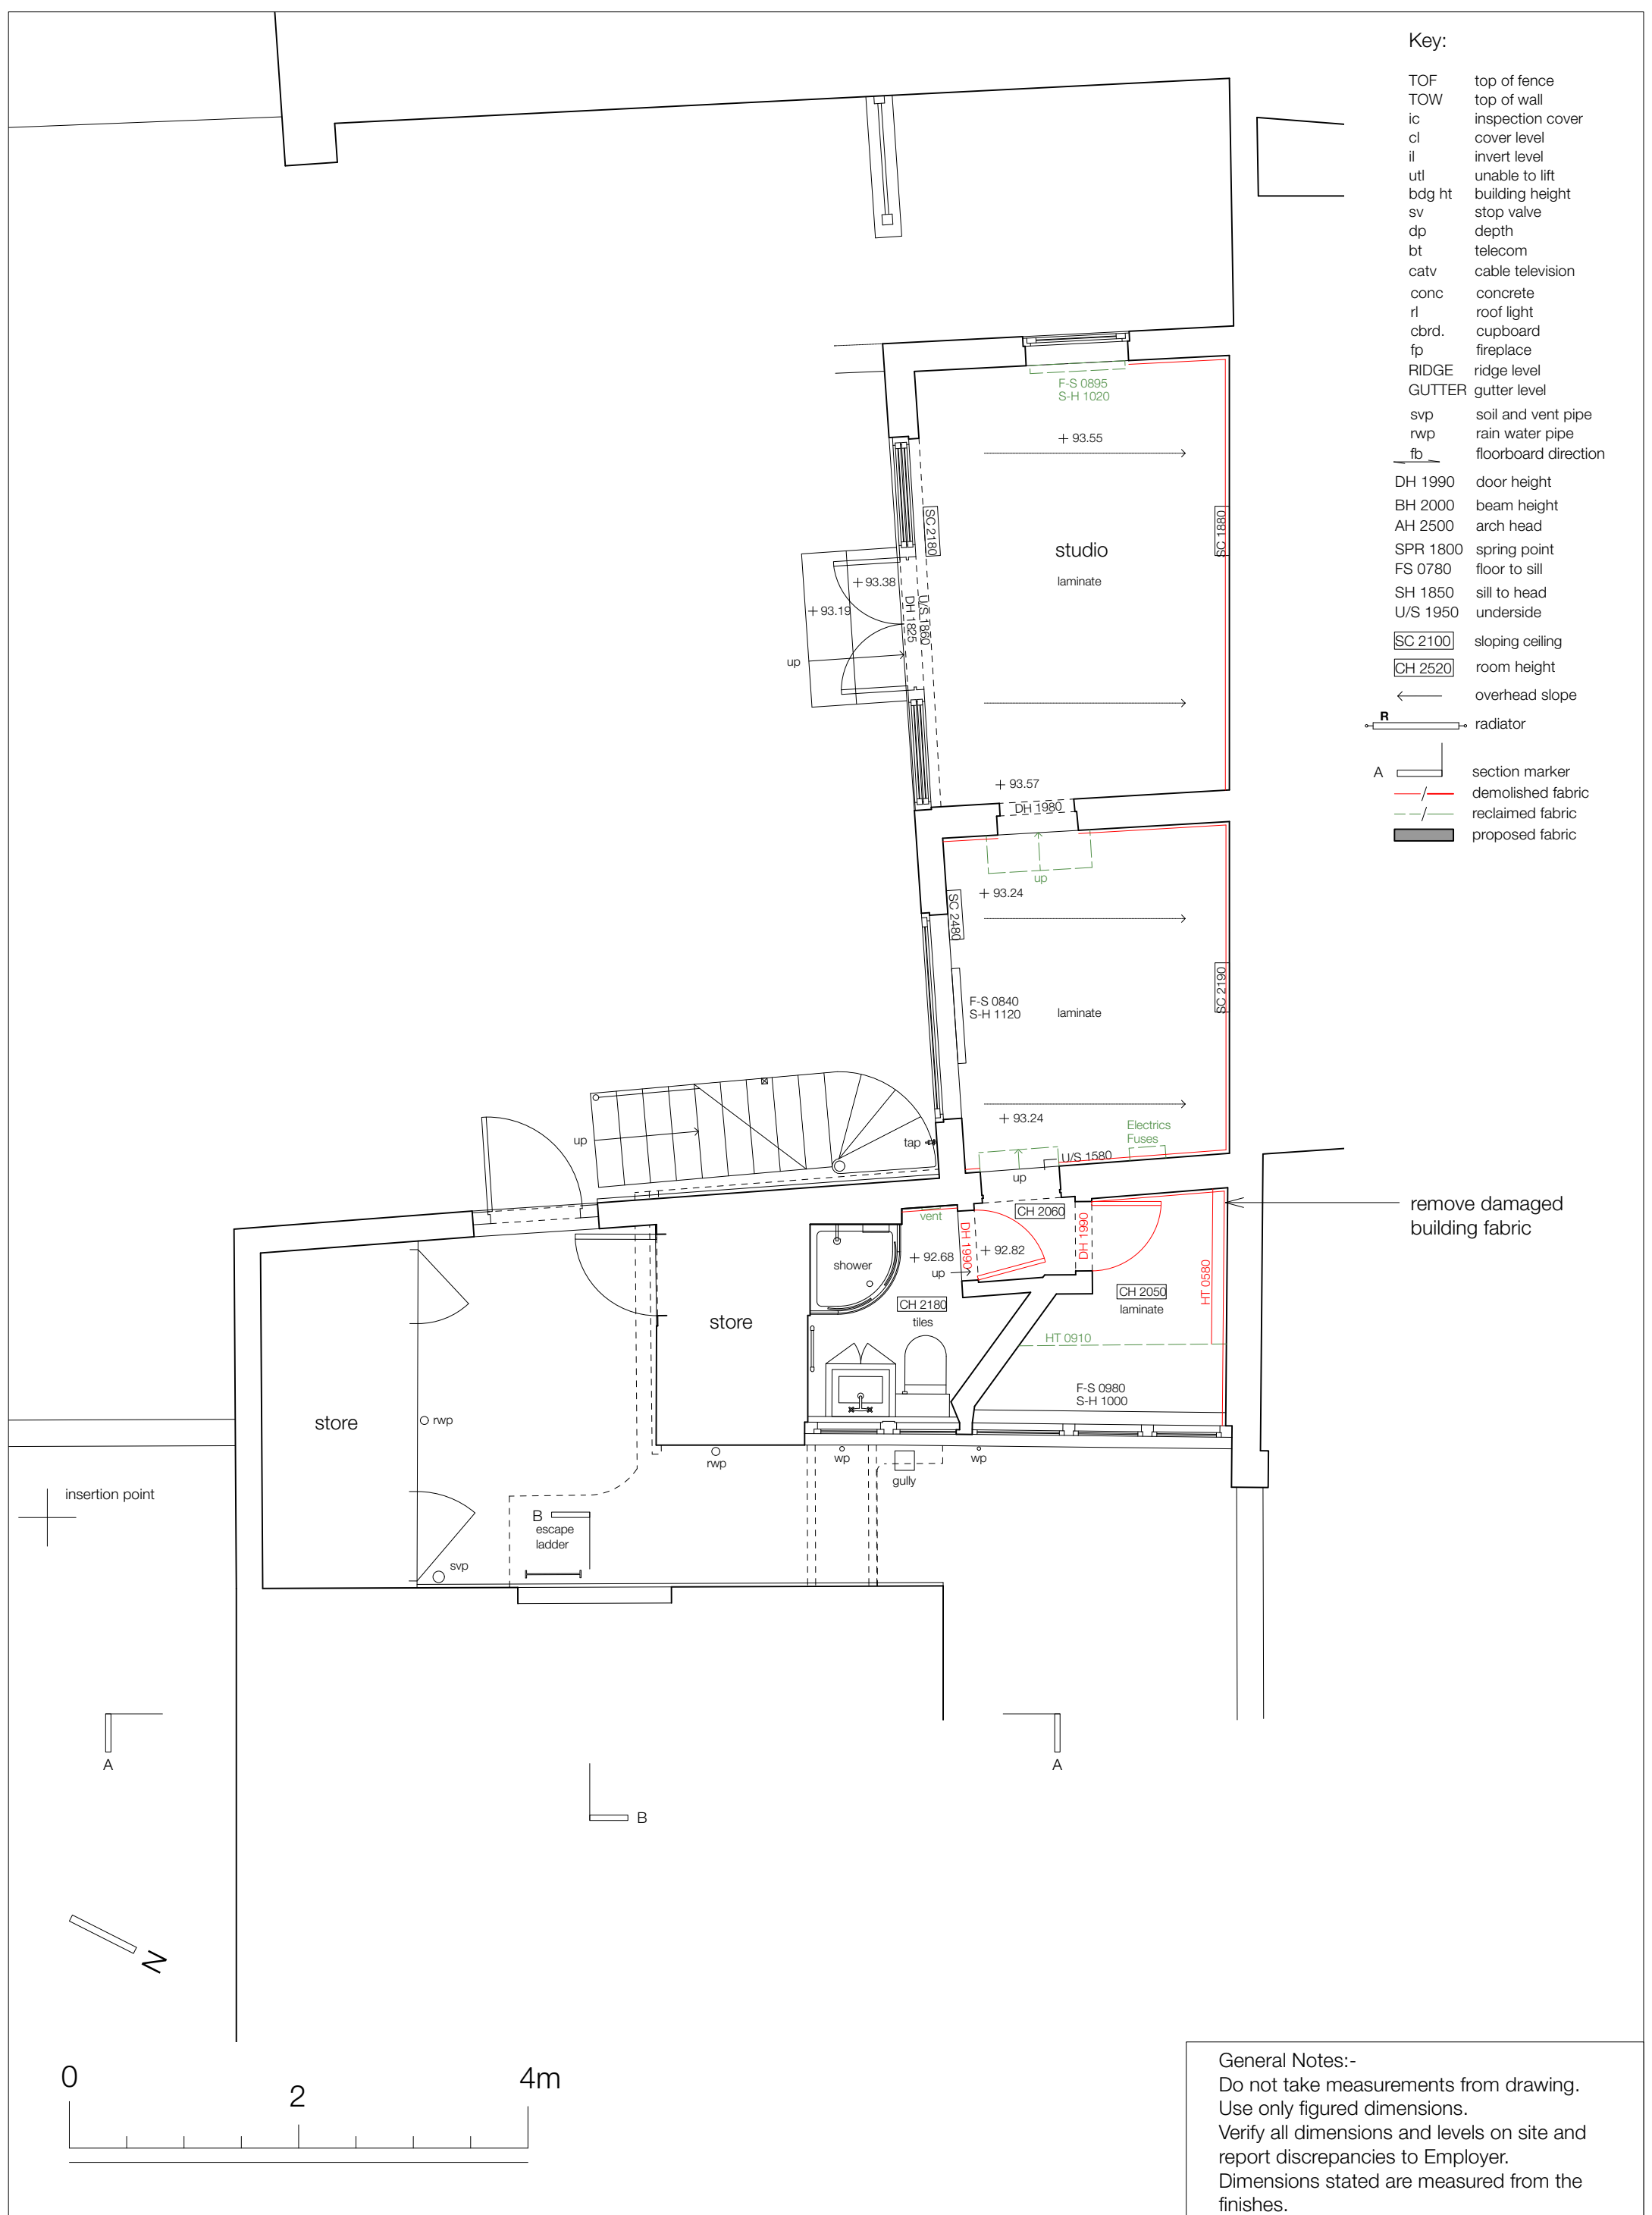 Key:
TOF top of fence
TOW top of wall
ic inspection cover
cl cover level
il invert level
utl unable to lift
bdg ht building height
sv stop valve
dp depth
bt telecom
catv cable television
conc concrete
rl roof light
cbrd. cupboard
fp fireplace
RIDGE ridge level
GUTTER gutter level
svp soil and vent pipe
rwp rain water pipe
fb floorboard direction
DH 1990 door height
BH 2000 beam height
AH 2500 arch head
SPR 1800 spring point
FS 0780 floor to sill
SH 1850 sill to head
U/S 1950 underside
SC 2100 sloping ceiling
CH 2520 room height
overhead slope
R radiator
A section marker
demolished fabric
reclaimed fabric
proposed fabric
F-S 0895
S-H 1020
+ 93.55
SC 2180
SC 1880
studio
laminate
+ 93.38
+ 93.19
DH 1825
U/S 1860
up
+ 93.57
DH 1980
up
+ 93.24
SC 2480
SC 2190
F-S 0840
S-H 1120
laminate
+ 93.24
Electrics
Fuses
U/S 1580
up
up
tap
remove damaged
building fabric
CH 2060
vent
DH 1990
DH 1990
+ 92.68
+ 92.82
up
shower
CH 2180
tiles
CH 2050
laminate
HT 0580
HT 0910
F-S 0980
S-H 1000
store
store
rwp
rwp
wp
wp
gully
insertion point
B
escape
ladder
svp
A
A
B
N
0
2
4m
General Notes:-
Do not take measurements from drawing.
Use only figured dimensions.
Verify all dimensions and levels on site and
report discrepancies to Employer.
Dimensions stated are measured from the
finishes.